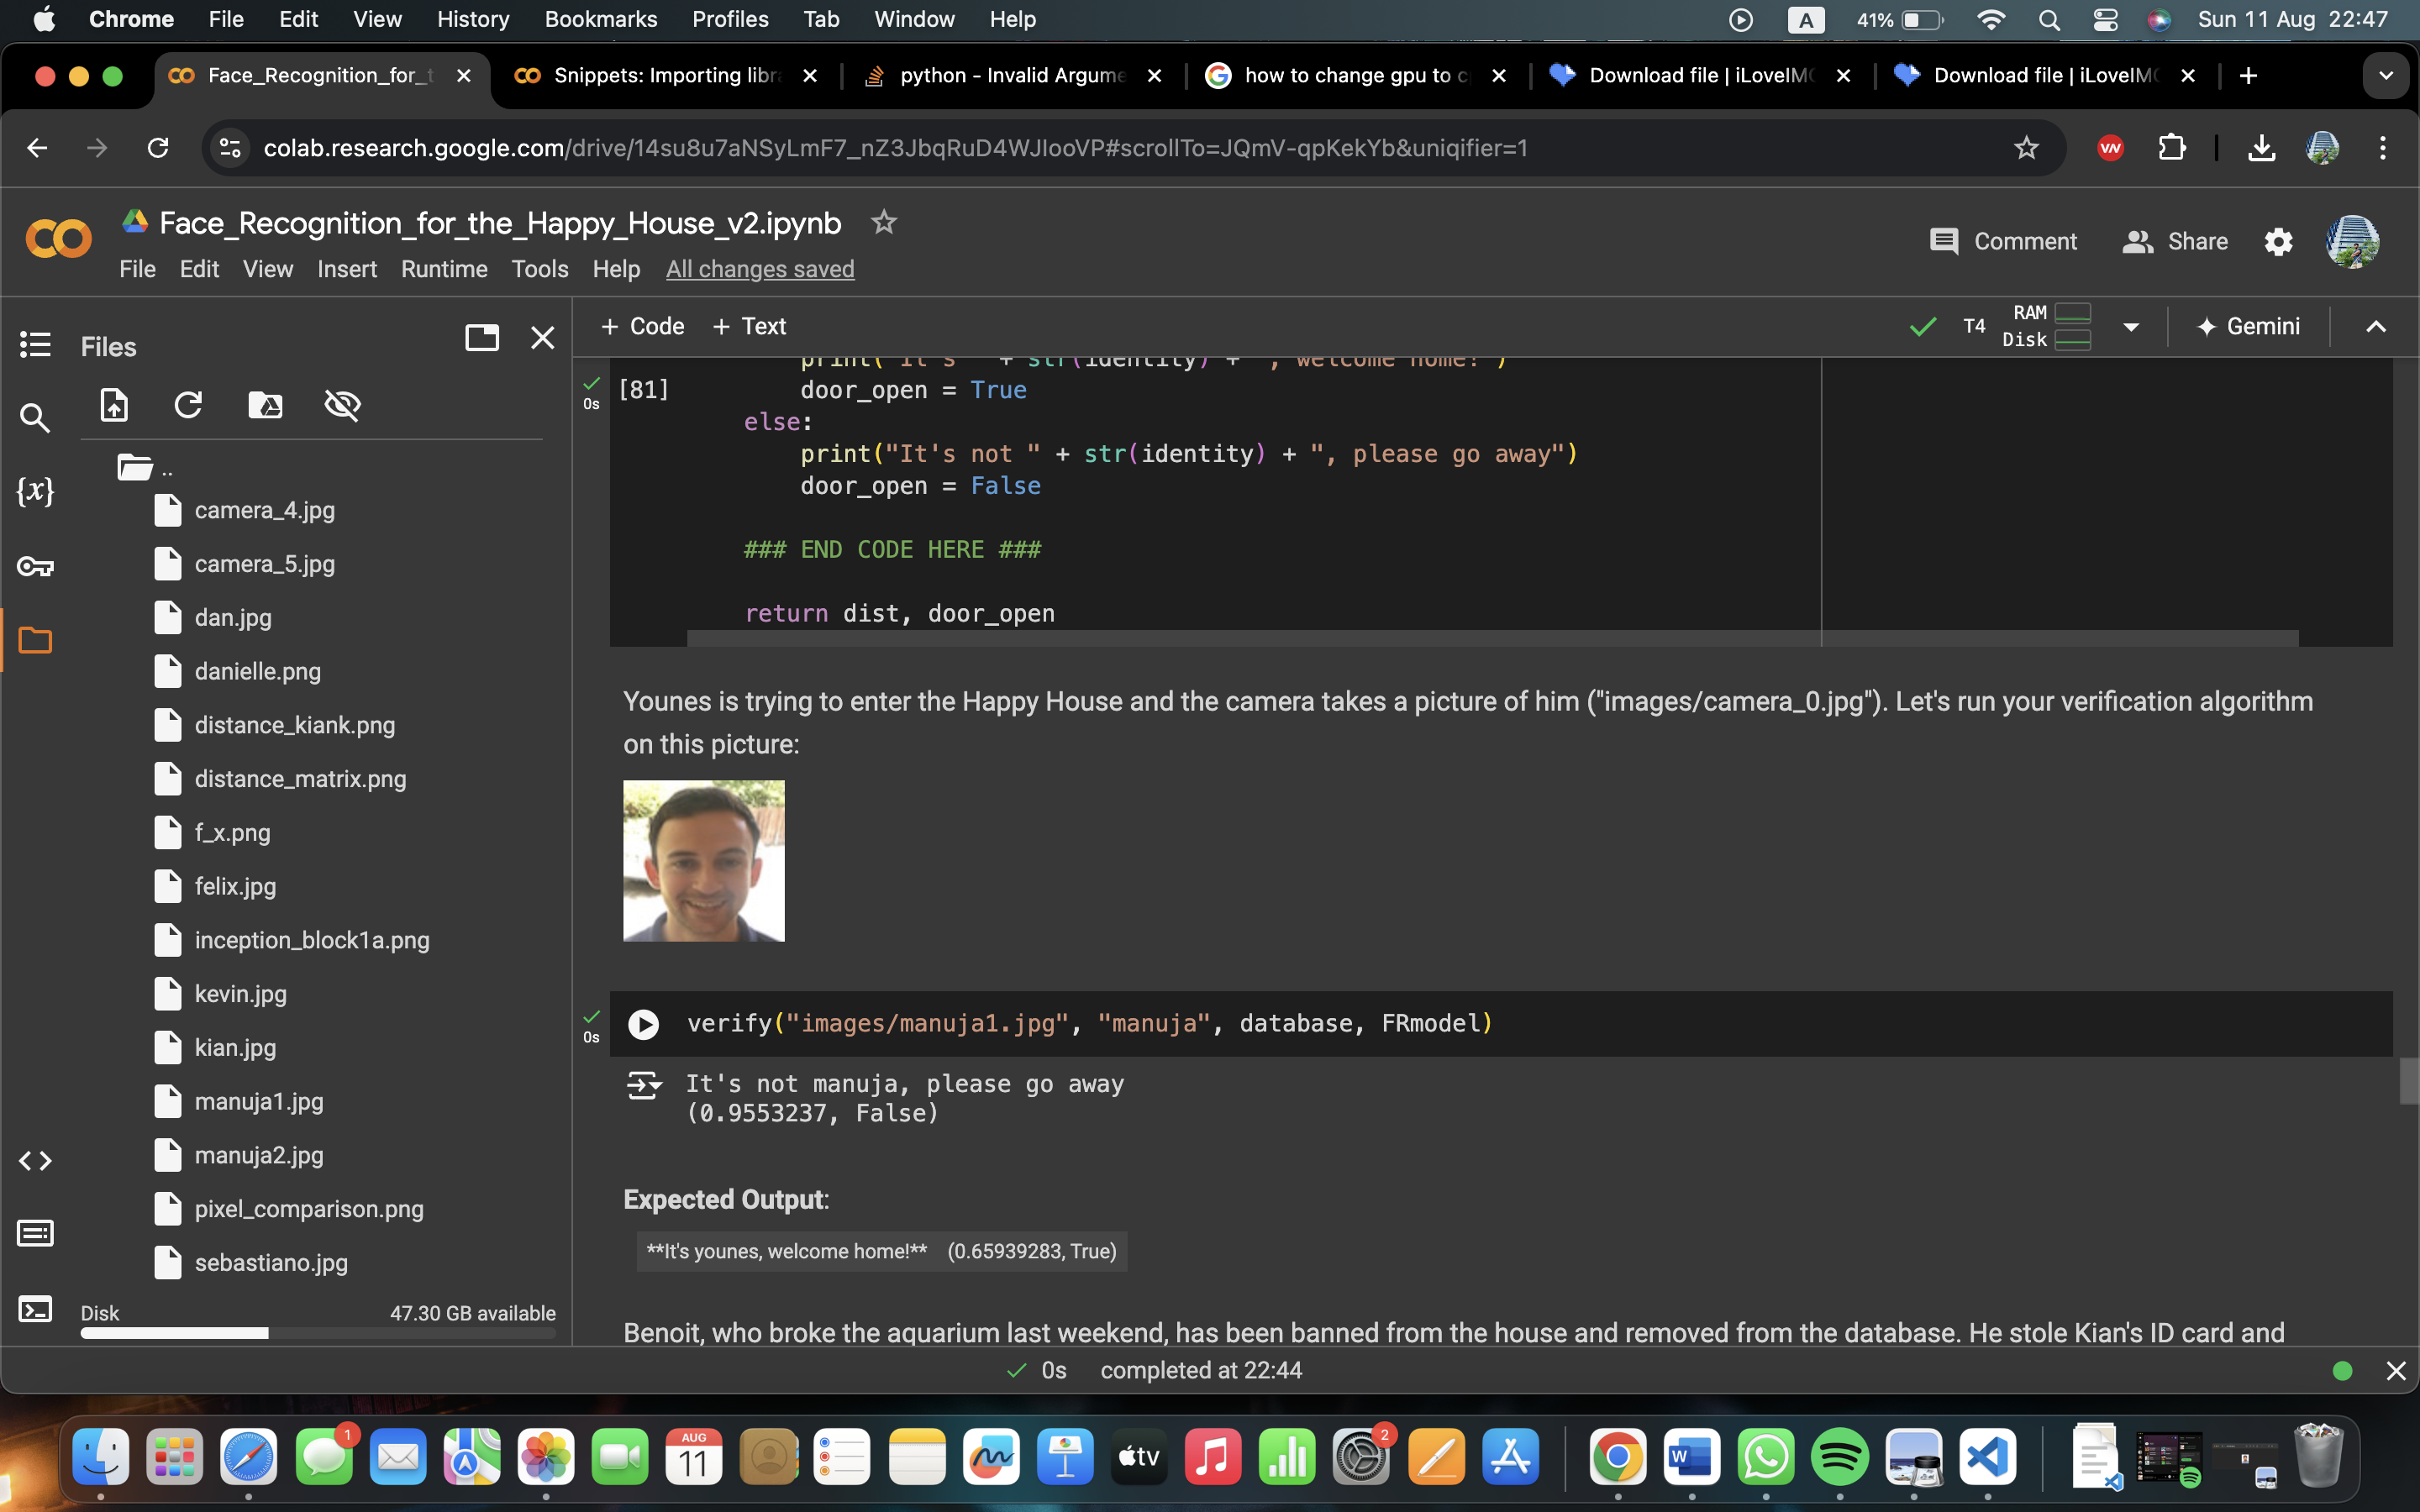 Chrome File Edit View History Bookmarks Profiles Tab Window Help A 41% Sun 11 Aug 22:47
Face_Recognition_for_t Snippets: Importing libra python - Invalid Argume how to change gpu to c Download file | iLoveIM Download file | iLoveIM
colab.research.google.com/drive/14su8u7aNSyLmF7_nZ3JbqRuD4WJIooVP#scrollTo=JQmV-qpKekYb&uniqifier=1
Face_Recognition_for_the_Happy_House_v2.ipynb
Comment Share
File Edit View Insert Runtime Tools Help All changes saved
Files
+ Code + Text
T4 RAM
Disk
Gemini
{x}
..
camera_4.jpg
camera_5.jpg
dan.jpg
danielle.png
distance_kiank.png
distance_matrix.png
f_x.png
felix.jpg
inception_block1a.png
kevin.jpg
kian.jpg
manuja1.jpg
manuja2.jpg
pixel_comparison.png
sebastiano.jpg
Disk 47.30 GB available
print("It's " + str(identity) + ", welcome home!")
0s [81] door_open = True
else:
print("It's not " + str(identity) + ", please go away")
door_open = False
### END CODE HERE ###
return dist, door_open
Younes is trying to enter the Happy House and the camera takes a picture of him ("images/camera_0.jpg"). Let's run your verification algorithm
on this picture:
0s verify("images/manuja1.jpg", "manuja", database, FRmodel)
It's not manuja, please go away
(0.9553237, False)
Expected Output:
**It's younes, welcome home!** (0.65939283, True)
Benoit, who broke the aquarium last weekend, has been banned from the house and removed from the database. He stole Kian's ID card and
0s completed at 22:44
1
AUG
11
tv
2
W